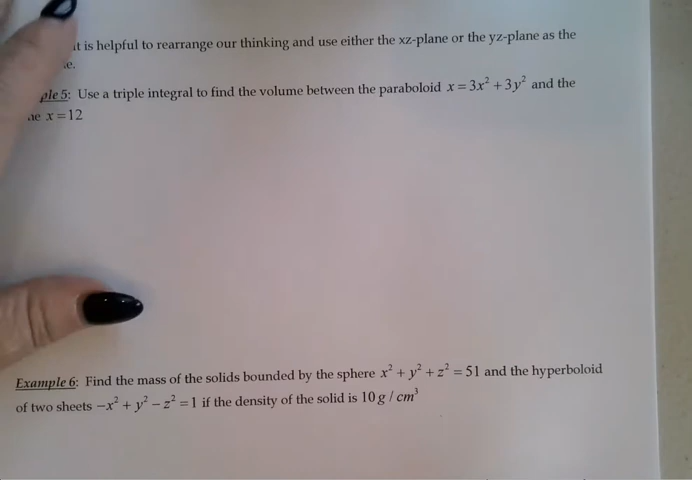 it is helpful to rearrange our thinking and use either the xz-plane or the yz-plane as the
ple 5: Use a triple integral to find the volume between the paraboloid x = 3x² + 3y² and the
x = 12
Example 6: Find the mass of the solids bounded by the sphere x² + y² + z² = 51 and the hyperboloid
of two sheets −x² + y² − z² = 1 if the density of the solid is 10 g / cm³